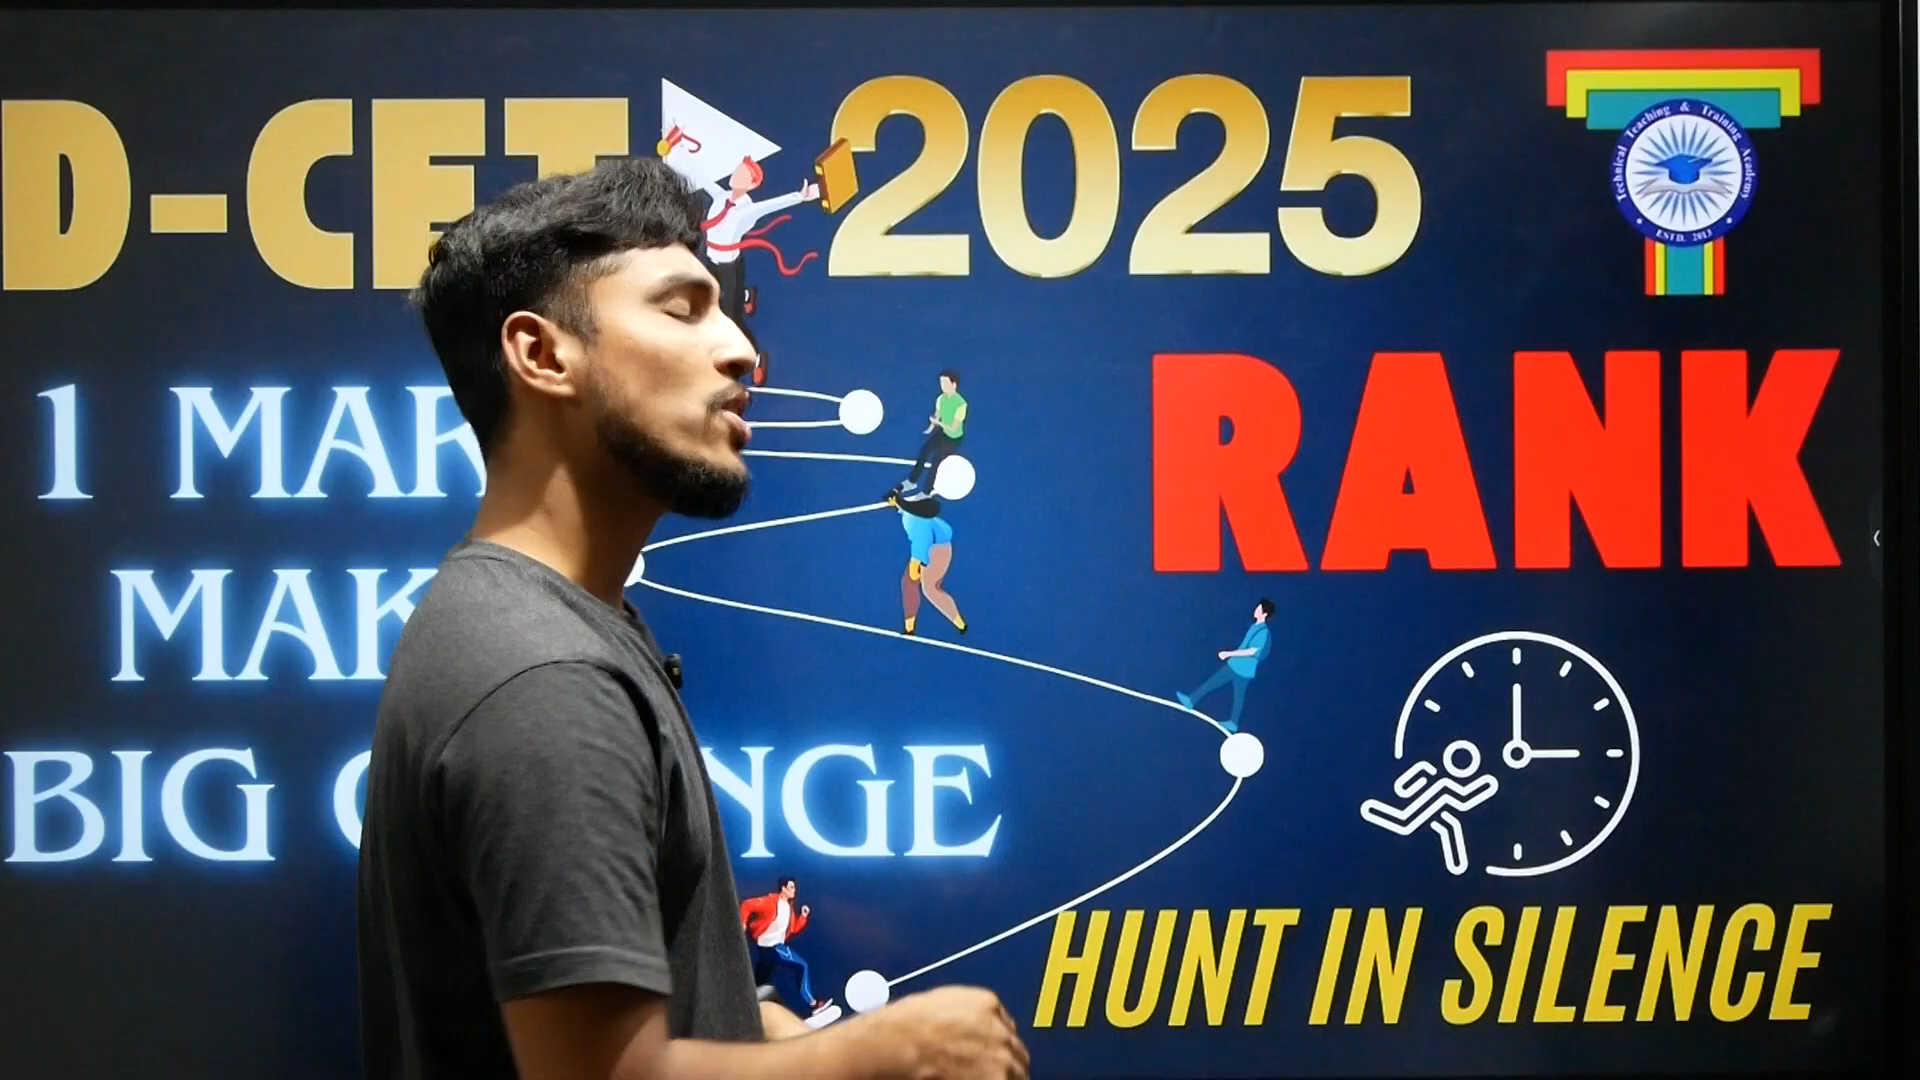 D-CET 2025
Technical Teaching & Training Academy
ESTD. 2013
RANK
1 MAR
MAK
BIG C NGE
HUNT IN SILENCE